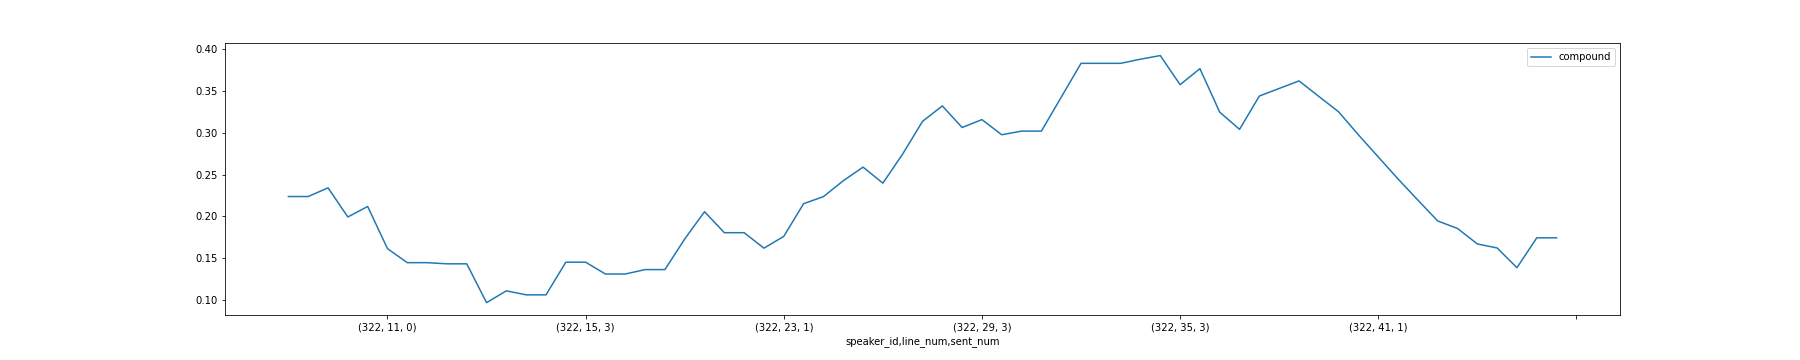 0.40
compound
0.35
0.30
0.25
0.20
0.15
0.10
(322, 11, 0) (322, 15, 3) (322, 23, 1) (322, 29, 3) (322, 35, 3) (322, 41, 1)
speaker_id,line_num,sent_num